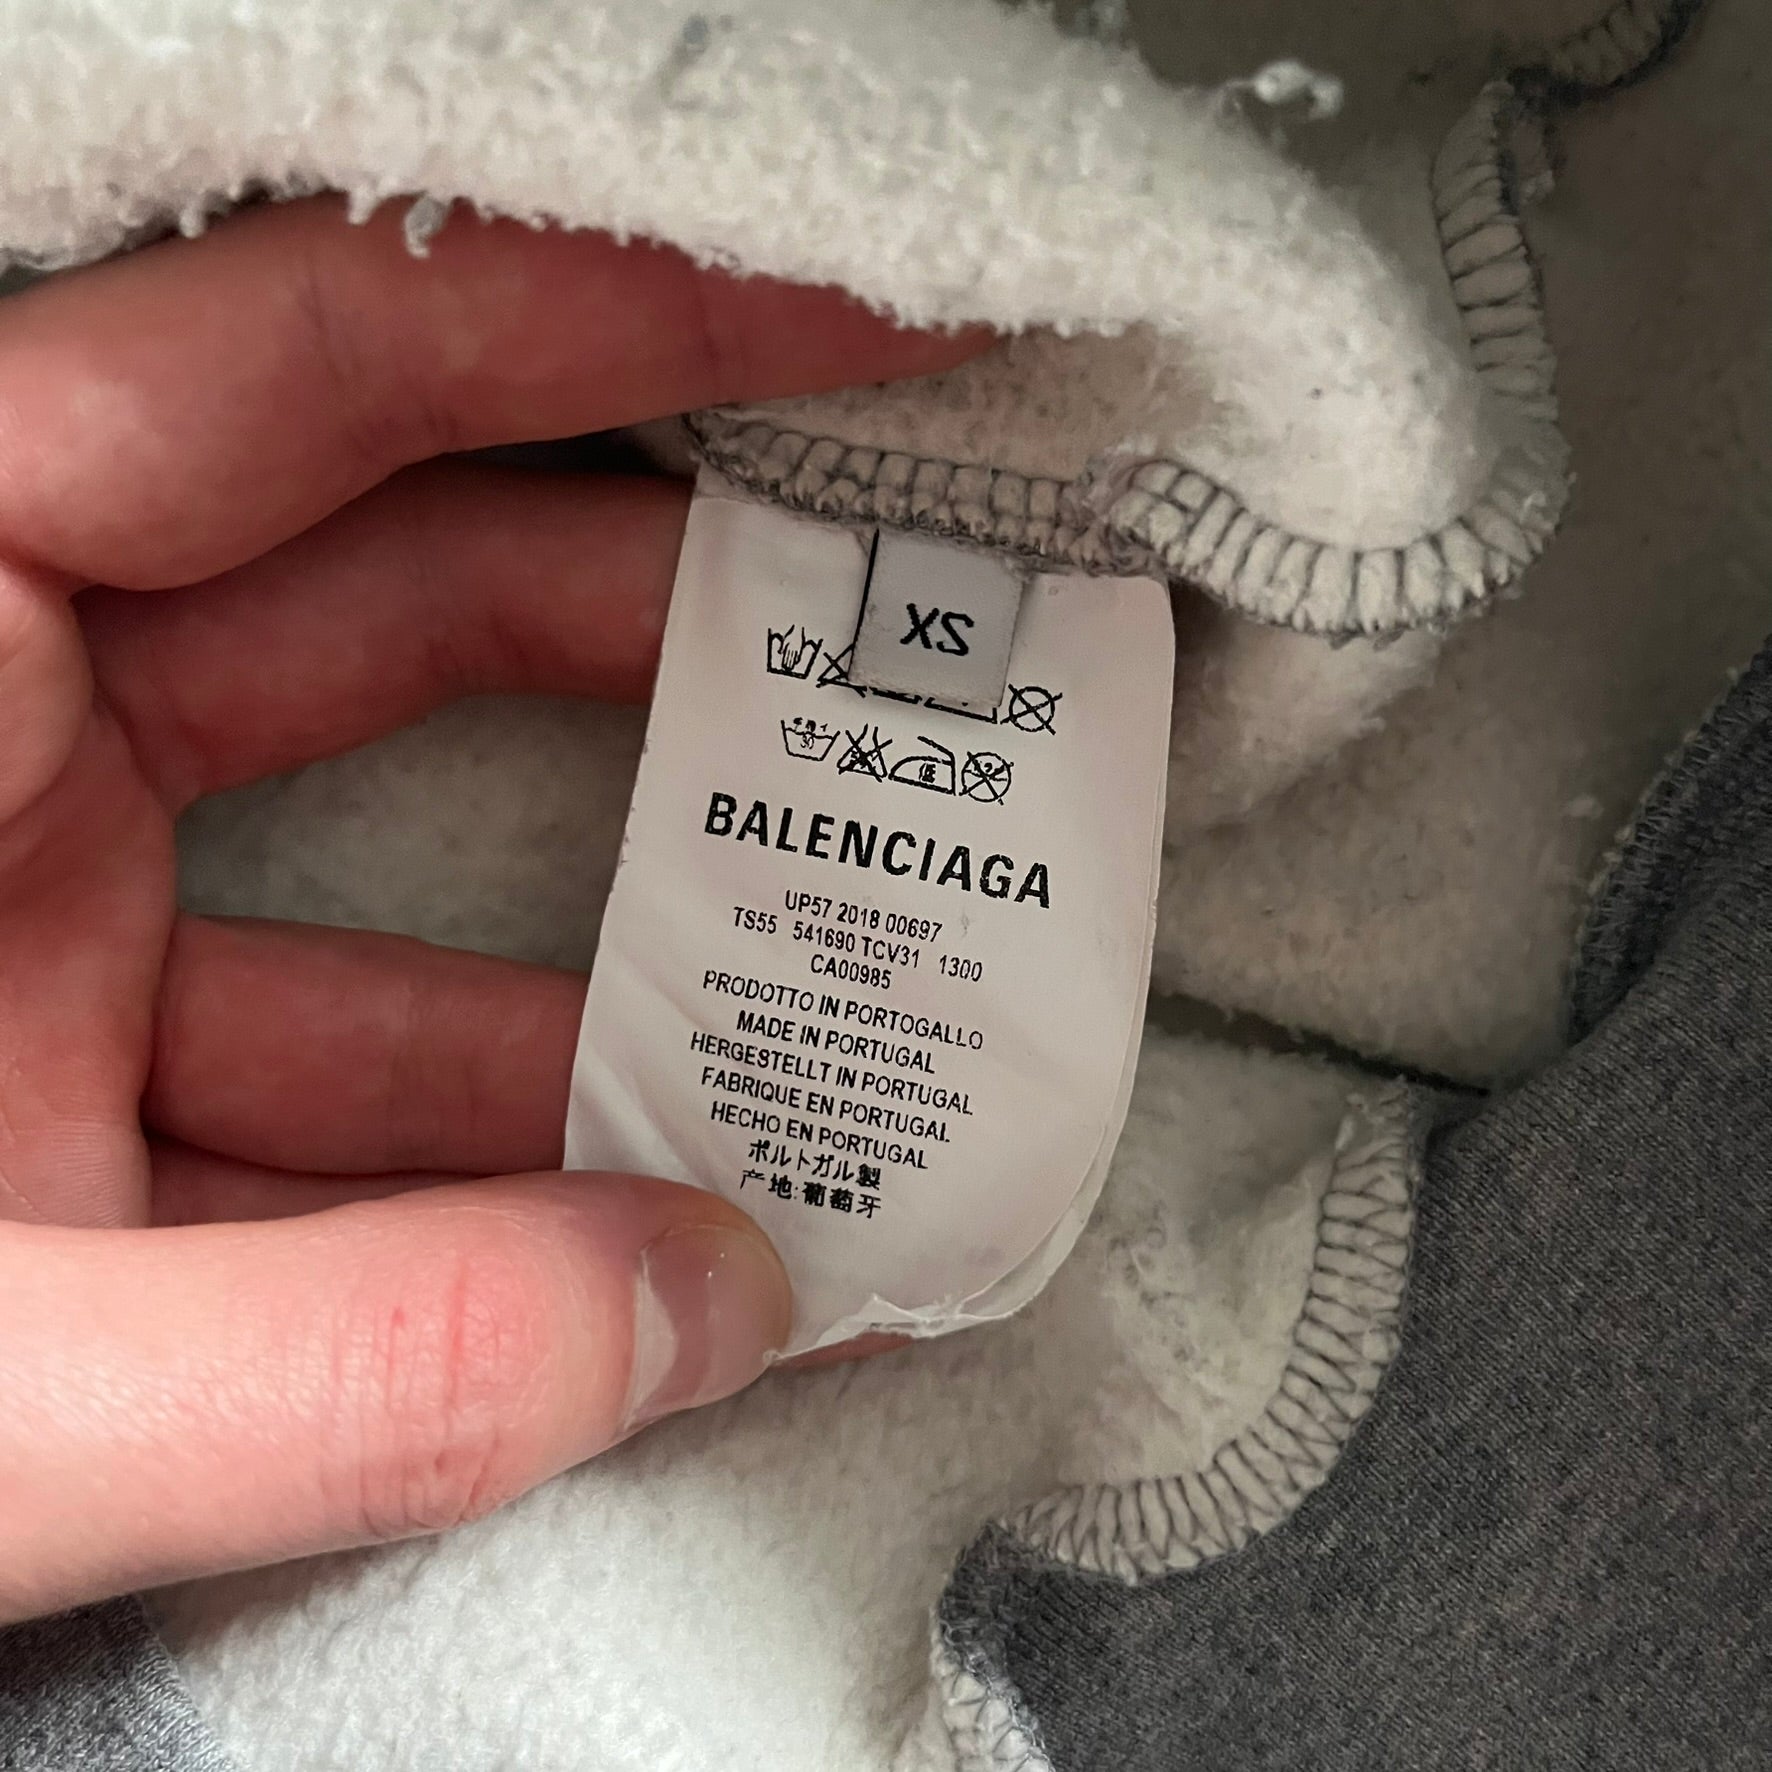 XS
30
BALENCIAGA
UP57 2018 00697
TS55 541690 TCV31 1300
CA00985
PRODOTTO IN PORTOGALLO
MADE IN PORTUGAL
HERGESTELLT IN PORTUGAL
FABRIQUE EN PORTUGAL
HECHO EN PORTUGAL
ポルトガル製
产地:葡萄牙